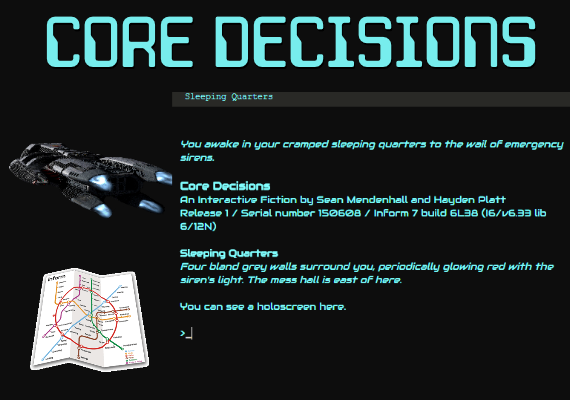 CORE DECISIONS
Sleeping Quarters
You awake in your cramped sleeping quarters to the wail of emergency
sirens.
Core Decisions
An Interactive Fiction by Sean Mendenhall and Hayden Platt
Release 1 / Serial number 150608 / Inform 7 build 6L38 (I6/v6.33 lib
6/12N)
Sleeping Quarters
Four bland grey walls surround you, periodically glowing red with the
siren's light. The mess hall is east of here.
You can see a holoscreen here.
>_
inform